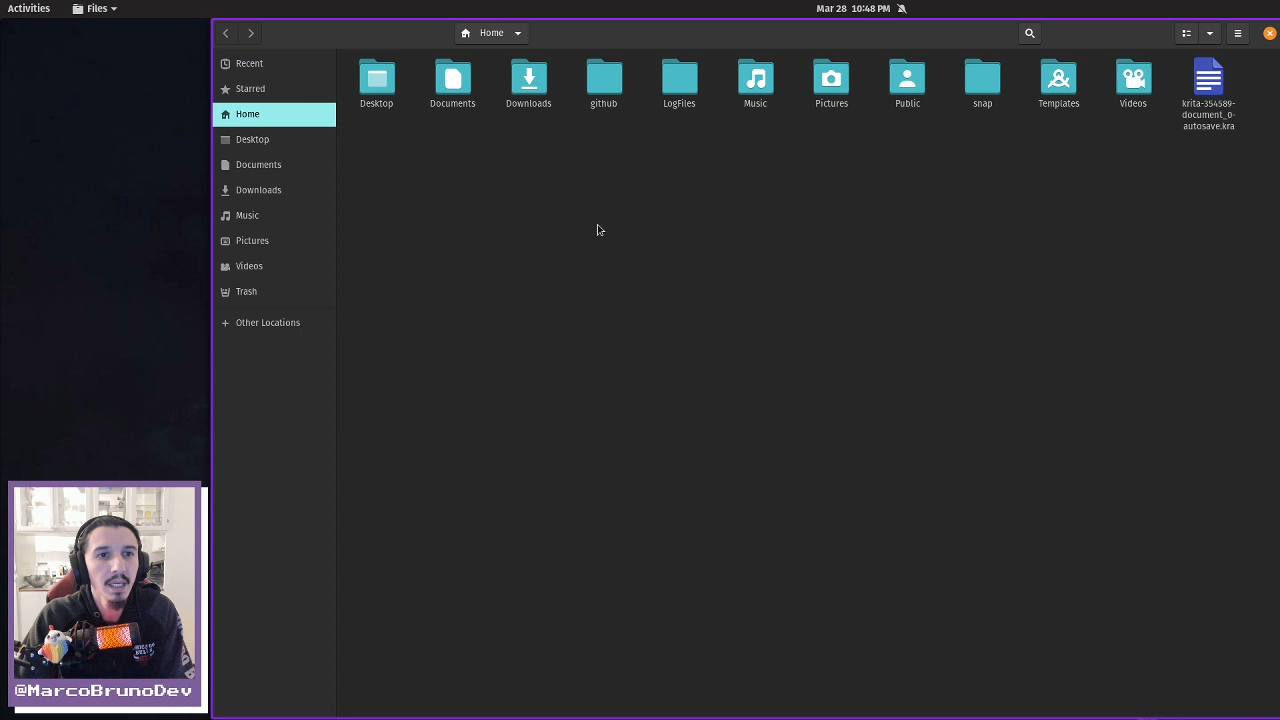 Activities
Files
Mar 28 10:48 PM
Home
Recent
Starred
Home
Desktop
Documents
Downloads
Music
Pictures
Videos
Trash
Other Locations
Desktop
Documents
Downloads
github
LogFiles
Music
Pictures
Public
snap
Templates
Videos
krita-354589-
document_0-
autosave.kra
@MarcoBrunoDev